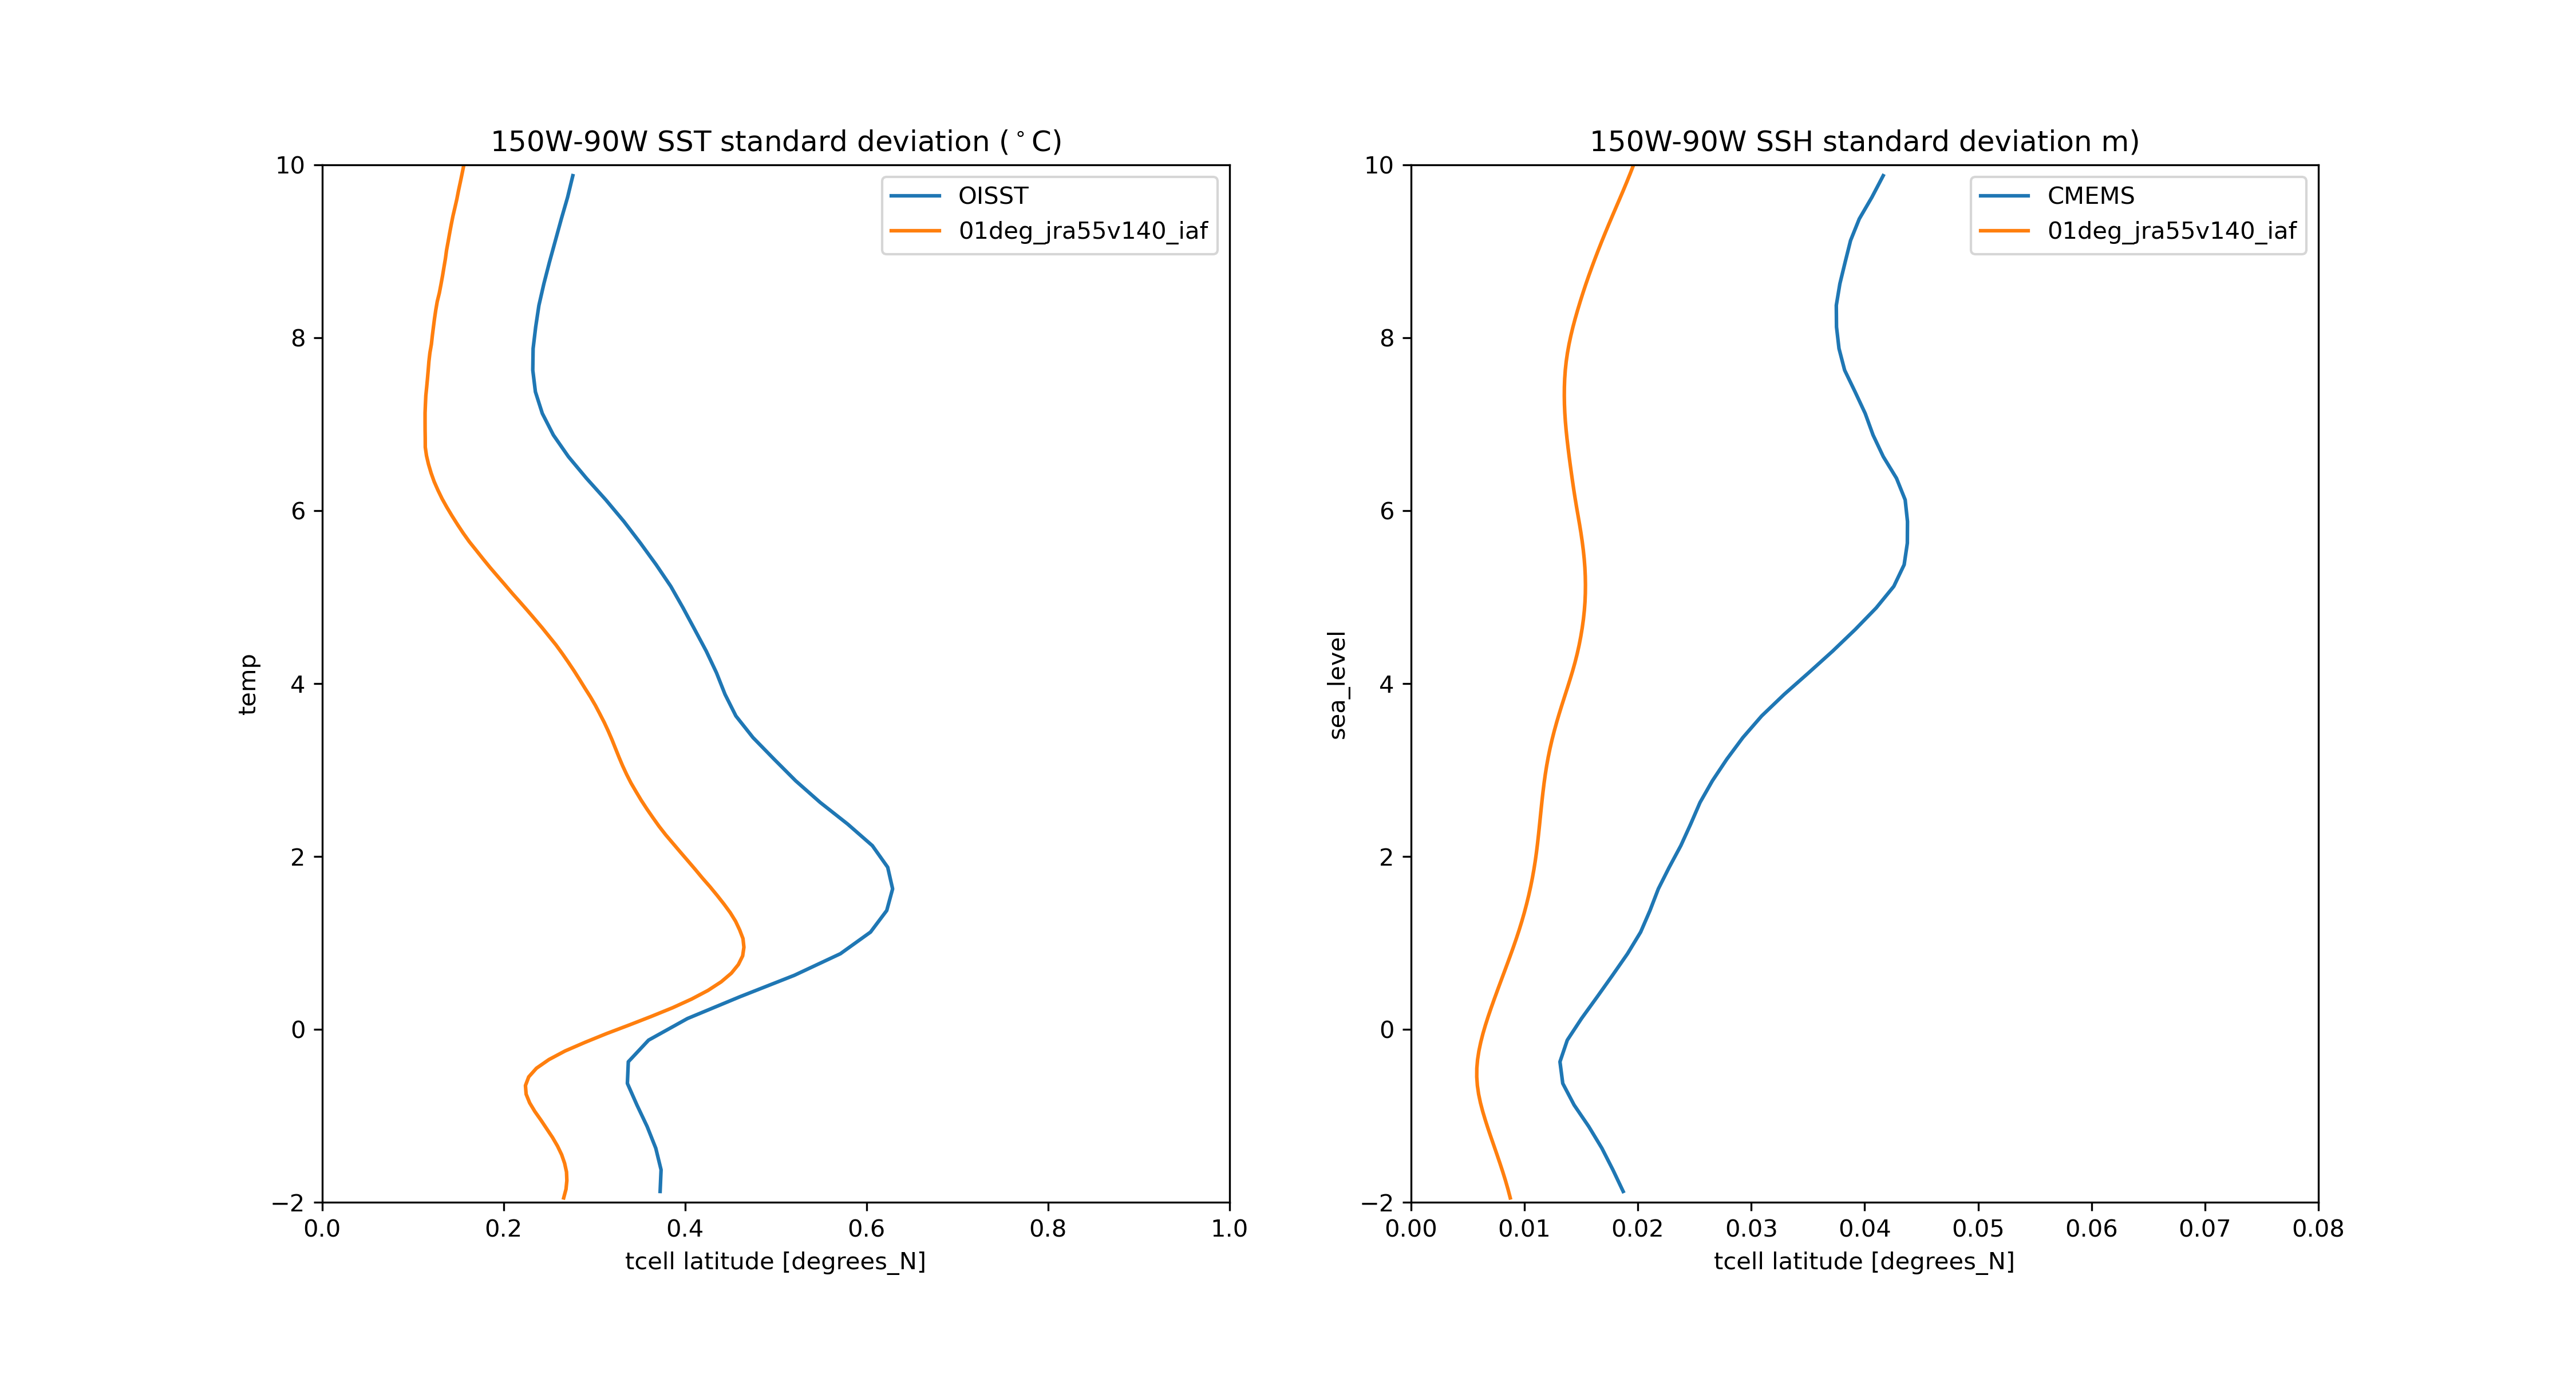 150W-90W SST standard deviation (°C)
10
8
6
4
2
0
−2
temp
OISST
01deg_jra55v140_iaf
0.0 0.2 0.4 0.6 0.8 1.0
tcell latitude [degrees_N]
150W-90W SSH standard deviation m)
10
8
6
4
2
0
−2
sea_level
CMEMS
01deg_jra55v140_iaf
0.00 0.01 0.02 0.03 0.04 0.05 0.06 0.07 0.08
tcell latitude [degrees_N]